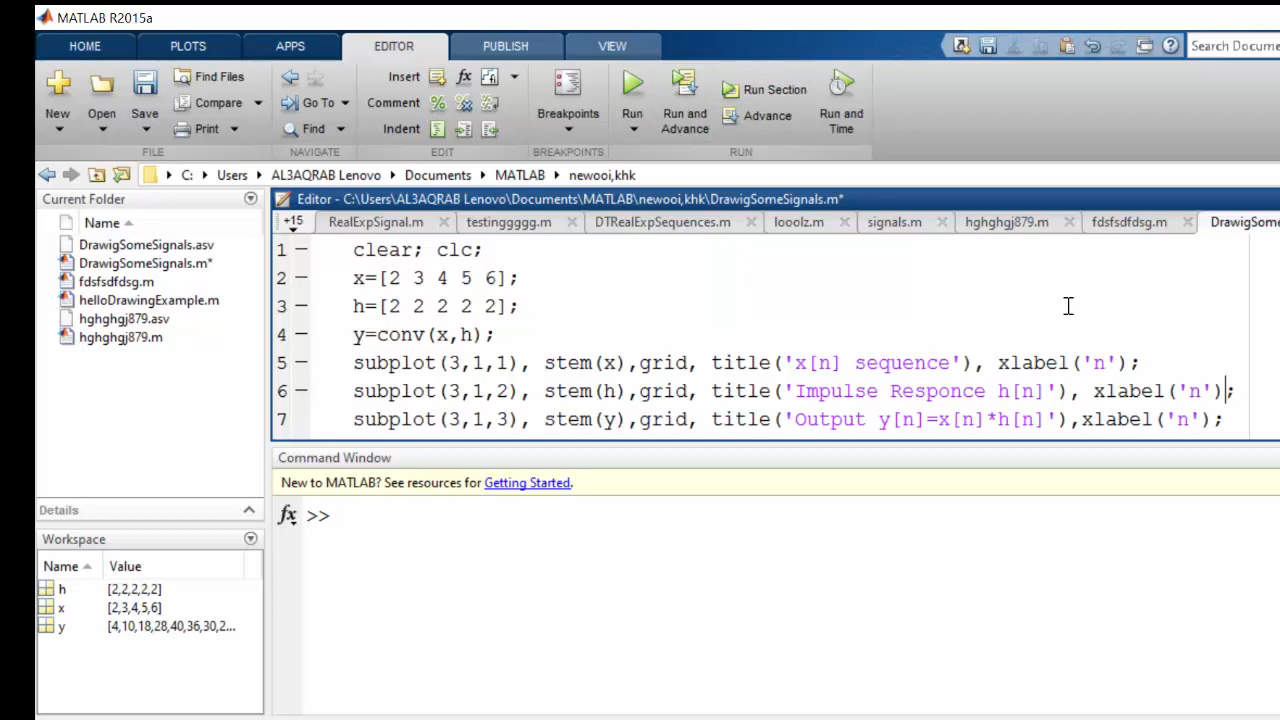 MATLAB R2015a
HOME PLOTS APPS EDITOR PUBLISH VIEW
Search Docume
New Open Save
Find Files
Compare
Print
FILE
Go To
Find
NAVIGATE
Insert
Comment
Indent
EDIT
Breakpoints
BREAKPOINTS
Run
Run and Advance
Run Section
Advance
Run and Time
RUN
C: Users AL3AQRAB Lenovo Documents MATLAB newooi,khk
Current Folder
Name
DrawigSomeSignals.asv
DrawigSomeSignals.m*
fdsfsdfdsg.m
helloDrawingExample.m
hghghgj879.asv
hghghgj879.m
Details
Workspace
Name Value
h [2,2,2,2,2]
x [2,3,4,5,6]
y [4,10,18,28,40,36,30,2...
Editor - C:\Users\AL3AQRAB Lenovo\Documents\MATLAB\newooi,khk\DrawigSomeSignals.m*
+15 RealExpSignal.m testinggggg.m DTRealExpSequences.m looolz.m signals.m hghghgj879.m fdsfsdfdsg.m DrawigSome
1 clear; clc;
2 x=[2 3 4 5 6];
3 h=[2 2 2 2 2];
4 y=conv(x,h);
5 subplot(3,1,1), stem(x),grid, title('x[n] sequence'), xlabel('n');
6 subplot(3,1,2), stem(h),grid, title('Impulse Responce h[n]'), xlabel('n');
7 subplot(3,1,3), stem(y),grid, title('Output y[n]=x[n]*h[n]'),xlabel('n');
Command Window
New to MATLAB? See resources for Getting Started.
fx >>